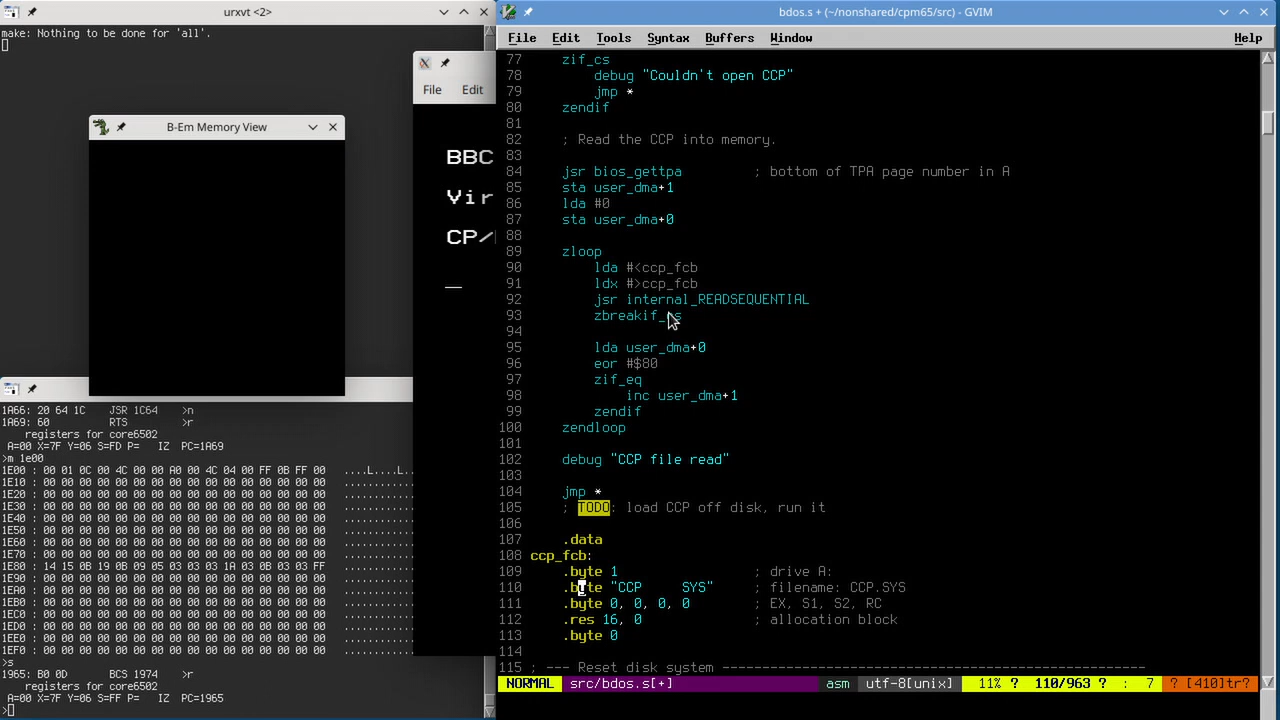 urxvt <2>
make: Nothing to be done for 'all'.
B-Em Memory View
File Edit
BBC
Vir
CP/
1A66: 20 64 1C JSR 1C64 >n
1A69: 60 RTS >r
registers for core6502
A=00 X=7F Y=06 S=FD P= IZ PC=1A69
>m 1e00
1E00 : 00 01 0C 00 4C 00 00 A0 00 4C 04 00 FF 0B FF 00 ....L....L.
1E10 : 00 00 00 00 00 00 00 00 00 00 00 00 00 00 00 00 ...........
1E20 : 00 00 00 00 00 00 00 00 00 00 00 00 00 00 00 00 ...........
1E30 : 00 00 00 00 00 00 00 00 00 00 00 00 00 00 00 00 ...........
1E40 : 00 00 00 00 00 00 00 00 00 00 00 00 00 00 00 00 ...........
1E50 : 00 00 00 00 00 00 00 00 00 00 00 00 00 00 00 00 ...........
1E60 : 00 00 00 00 00 00 00 00 00 00 00 00 00 00 00 00 ...........
1E70 : 00 00 00 00 00 00 00 00 00 00 00 00 00 00 00 00 ...........
1E80 : 14 15 0B 19 0B 09 05 03 03 03 1A 03 0B 03 03 FF ...........
1E90 : 00 00 00 00 00 00 00 00 00 00 00 00 00 00 00 00 ...........
1EA0 : 00 00 00 00 00 00 00 00 00 00 00 00 00 00 00 00 ...........
1EB0 : 00 00 00 00 00 00 00 00 00 00 00 00 00 00 00 00 ...........
1EC0 : 00 00 00 00 00 00 00 00 00 00 00 00 00 00 00 00 ...........
1ED0 : 00 00 00 00 00 00 00 00 00 00 00 00 00 00 00 00 ...........
1EE0 : 00 00 00 00 00 00 00 00 00 00 00 00 00 00 00 00 ...........
1EF0 : 00 00 00 00 00 00 00 00 00 00 00 00 00 00 00 00 ...........
>s
1965: B0 0D BCS 1974 >r
registers for core6502
A=00 X=7F Y=06 S=FF P= IZ PC=1965
>
bdos.s + (~/nonshared/cpm65/src) - GVIM
File Edit Tools Syntax Buffers Window Help
77 zif_cs
78 debug "Couldn't open CCP"
79 jmp *
80 zendif
81
82 ; Read the CCP into memory.
83
84 jsr bios_gettpa ; bottom of TPA page number in A
85 sta user_dma+1
86 lda #0
87 sta user_dma+0
88
89 zloop
90 lda #<ccp_fcb
91 ldx #>ccp_fcb
92 jsr internal_READSEQUENTIAL
93 zbreakif_cs
94
95 lda user_dma+0
96 eor #$80
97 zif_eq
98 inc user_dma+1
99 zendif
100 zendloop
101
102 debug "CCP file read"
103
104 jmp *
105 ; TODO: load CCP off disk, run it
106
107 .data
108 ccp_fcb:
109 .byte 1 ; drive A:
110 .byte "CCP     SYS" ; filename: CCP.SYS
111 .byte 0, 0, 0, 0 ; EX, S1, S2, RC
112 .res 16, 0 ; allocation block
113 .byte 0
114
115 ; --- Reset disk system -----------------------------------------------------
NORMAL src/bdos.s[+] asm utf-8[unix] 11% ? 110/963 ? : 7 ? [410]tr?